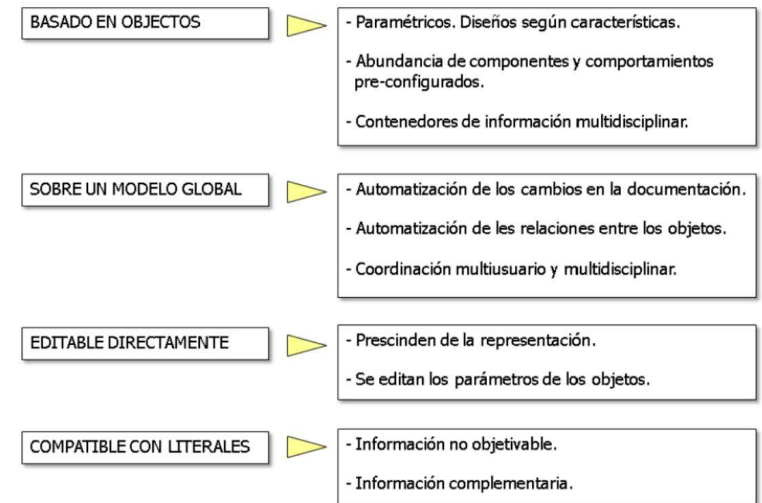 BASADO EN OBJECTOS
- Paramétricos. Diseños según características.
- Abundancia de componentes y comportamientos
pre-configurados.
- Contenedores de información multidisciplinar.
SOBRE UN MODELO GLOBAL
- Automatización de los cambios en la documentación.
- Automatización de les relaciones entre los objetos.
- Coordinación multiusuario y multidisciplinar.
EDITABLE DIRECTAMENTE
- Prescinden de la representación.
- Se editan los parámetros de los objetos.
COMPATIBLE CON LITERALES
- Información no objetivable.
- Información complementaria.